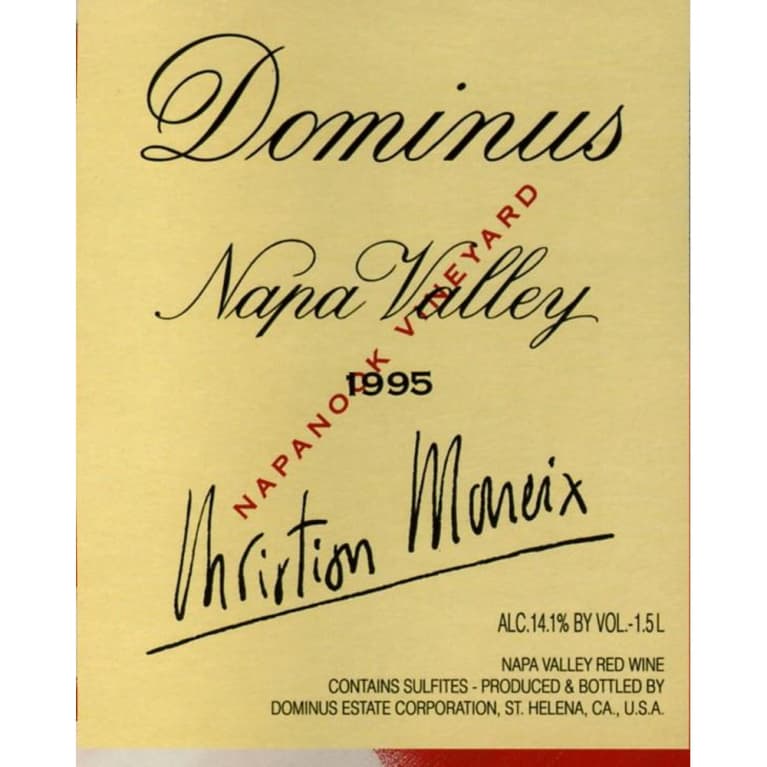 Dominus
Napa Valley
NAPANOOK VINEYARD
1995
Christian Moueix
ALC.14.1% BY VOL.-1.5 L
NAPA VALLEY RED WINE
CONTAINS SULFITES - PRODUCED & BOTTLED BY
DOMINUS ESTATE CORPORATION, ST. HELENA, CA., U.S.A.